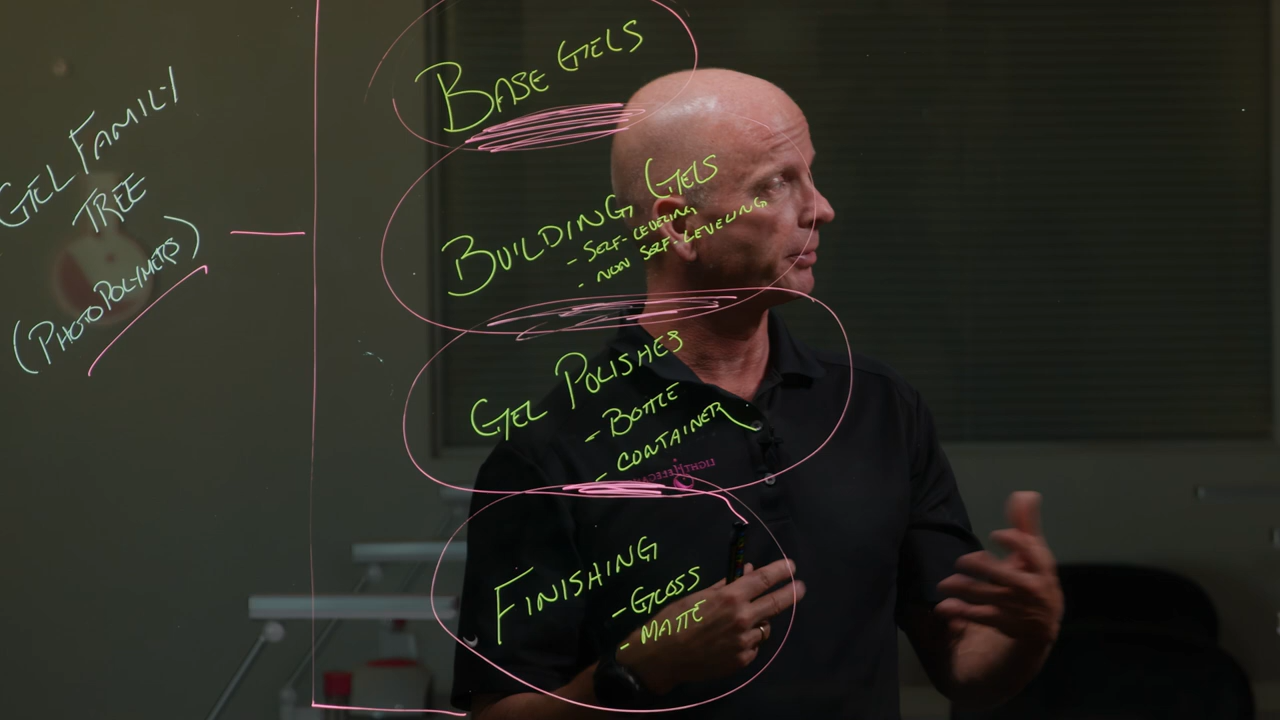 GEL FAMILY
TREE
(PHOTOPOLYMERS)
BASE GELS
BUILDING GELS
- SELF-LEVELING
- NON SELF-LEVELING
GEL POLISHES
- BOTTLE
- CONTAINER
FINISHING
- GLOSS
- MATTE